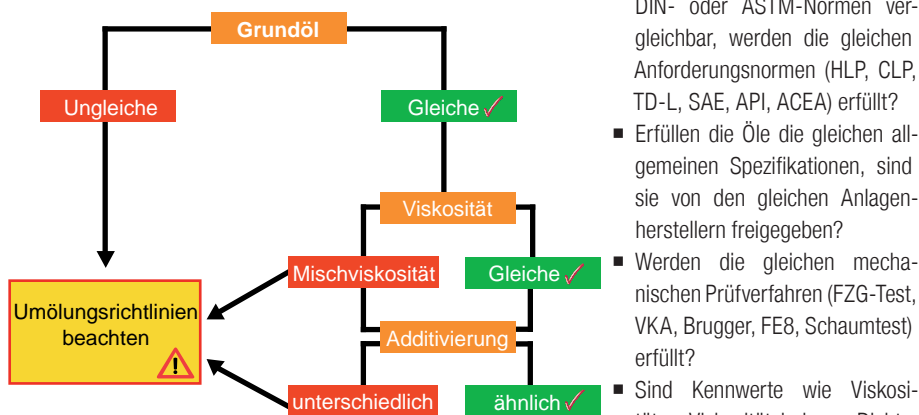 Grundöl
Ungleiche
Gleiche ✓
Viskosität
Mischviskosität
Gleiche ✓
Umölungsrichtlinien
beachten
Additivierung
unterschiedlich
ähnlich ✓
DIN- oder ASTM-Normen ver-
gleichbar, werden die gleichen
Anforderungsnormen (HLP, CLP,
TD-L, SAE, API, ACEA) erfüllt?
■ Erfüllen die Öle die gleichen all-
gemeinen Spezifikationen, sind
sie von den gleichen Anlagen-
herstellern freigegeben?
■ Werden die gleichen mecha-
nischen Prüfverfahren (FZG-Test,
VKA, Brugger, FE8, Schaumtest)
erfüllt?
■ Sind Kennwerte wie Viskosi-